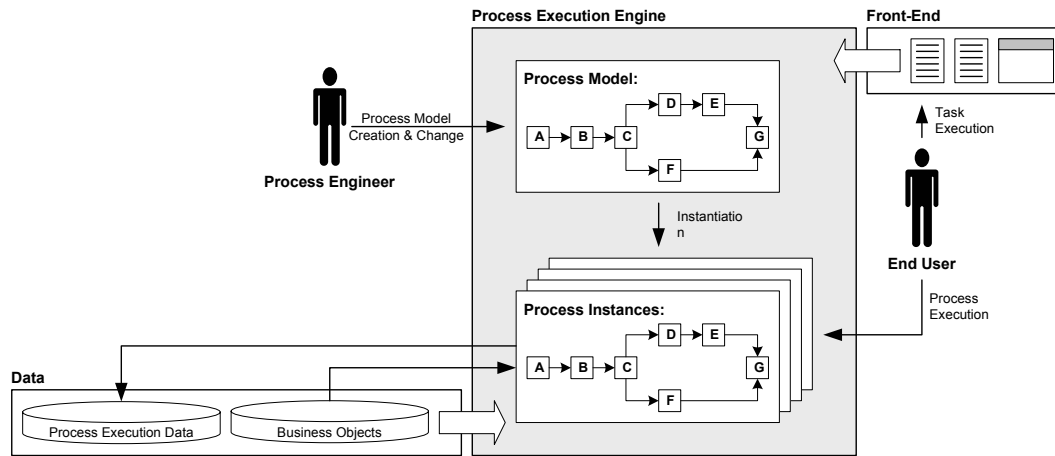 Process Execution Engine
Front-End
Process Model:
D E
A B C G
F
Process Model
Creation & Change
Process Engineer
Task
Execution
End User
Instantiatio
n
Process
Execution
Process Instances:
D E
A B C G
F
Data
Process Execution Data
Business Objects